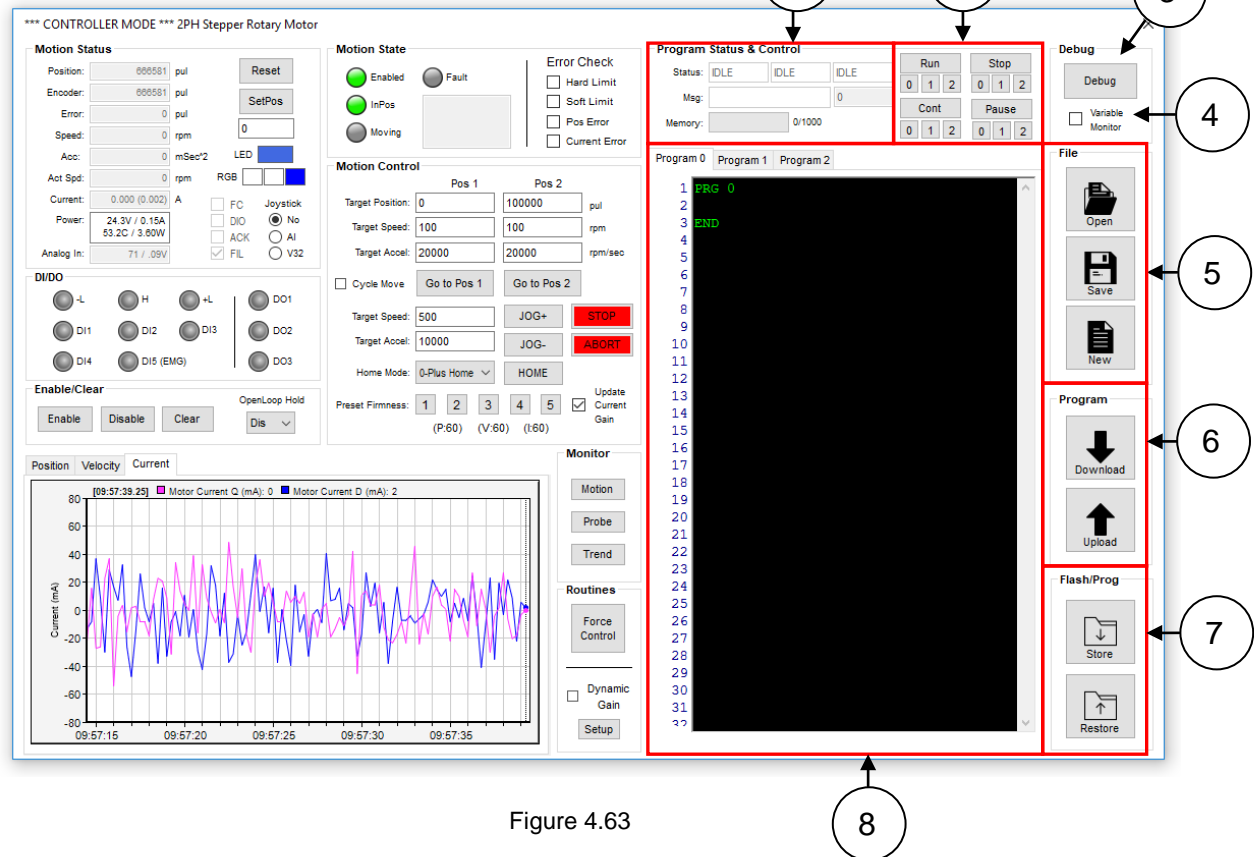 *** CONTROLLER MODE *** 2PH Stepper Rotary Motor
Motion Status
Position: 666581 pul Reset
Encoder: 666581 pul
Error: 0 pul SetPos
Speed: 0 rpm 0
Acc: 0 mSec^2 LED
Act Spd: 0 rpm RGB
Current: 0.000 (0.002) A FC Joystick
Power: 24.3V / 0.15A DIO No
53.2C / 3.60W ACK AI
Analog In: 71 / .09V FIL V32
DI/DO
-L H +L DO1
DI1 DI2 DI3 DO2
DI4 DI5 (EMG) DO3
Enable/Clear
OpenLoop Hold
Enable Disable Clear Dis
Motion State
Enabled Fault
InPos
Moving
Error Check
Hard Limit
Soft Limit
Pos Error
Current Error
Motion Control
Pos 1 Pos 2
Target Position: 0 100000 pul
Target Speed: 100 100 rpm
Target Accel: 20000 20000 rpm/sec
Cycle Move Go to Pos 1 Go to Pos 2
Target Speed: 500 JOG+ STOP
Target Accel: 10000 JOG- ABORT
Home Mode: 0-Plus Home HOME
Preset Firmness: 1 2 3 4 5 Update Current Gain
(P:60) (V:60) (I:60)
Position Velocity Current
[09:57:39.25] Motor Current Q (mA): 0 Motor Current D (mA): 2
Current (mA)
80
60
40
20
0
-20
-40
-60
-80
09:57:15 09:57:20 09:57:25 09:57:30 09:57:35
Monitor
Motion
Probe
Trend
Routines
Force
Control
Dynamic
Gain
Setup
Program Status & Control
Status: IDLE IDLE IDLE
Msg: 0
Memory: 0/1000
Run Stop
0 1 2 0 1 2
Cont Pause
0 1 2 0 1 2
Program 0 Program 1 Program 2
1 PRG 0
2
3 END
4
5
6
7
8
9
10
11
12
13
14
15
16
17
18
19
20
21
22
23
24
25
26
27
28
29
30
31
Debug
Debug
Variable
Monitor
File
Open
Save
New
Program
Download
Upload
Flash/Prog
Store
Restore
4
5
6
7
8
Figure 4.63